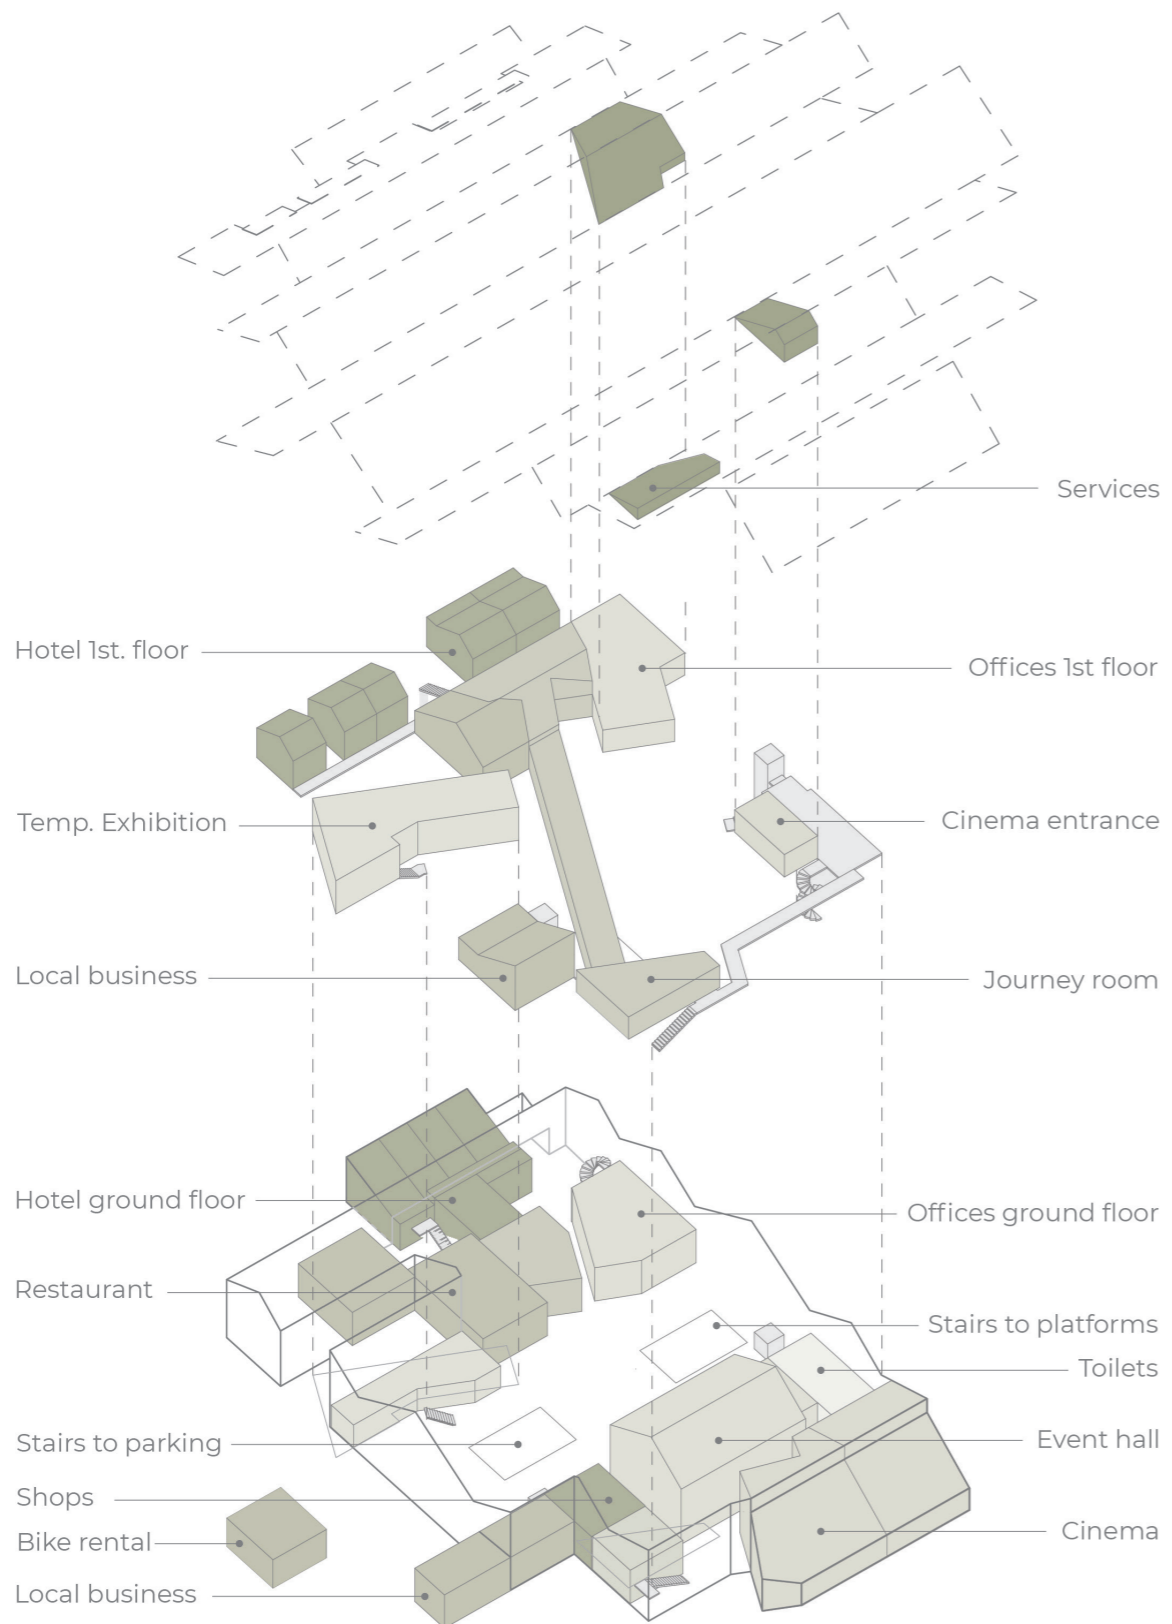 Services
Hotel 1st. floor
Offices 1st floor
Temp. Exhibition
Cinema entrance
Local business
Journey room
Hotel ground floor
Offices ground floor
Restaurant
Stairs to platforms
Toilets
Stairs to parking
Event hall
Shops
Bike rental
Cinema
Local business